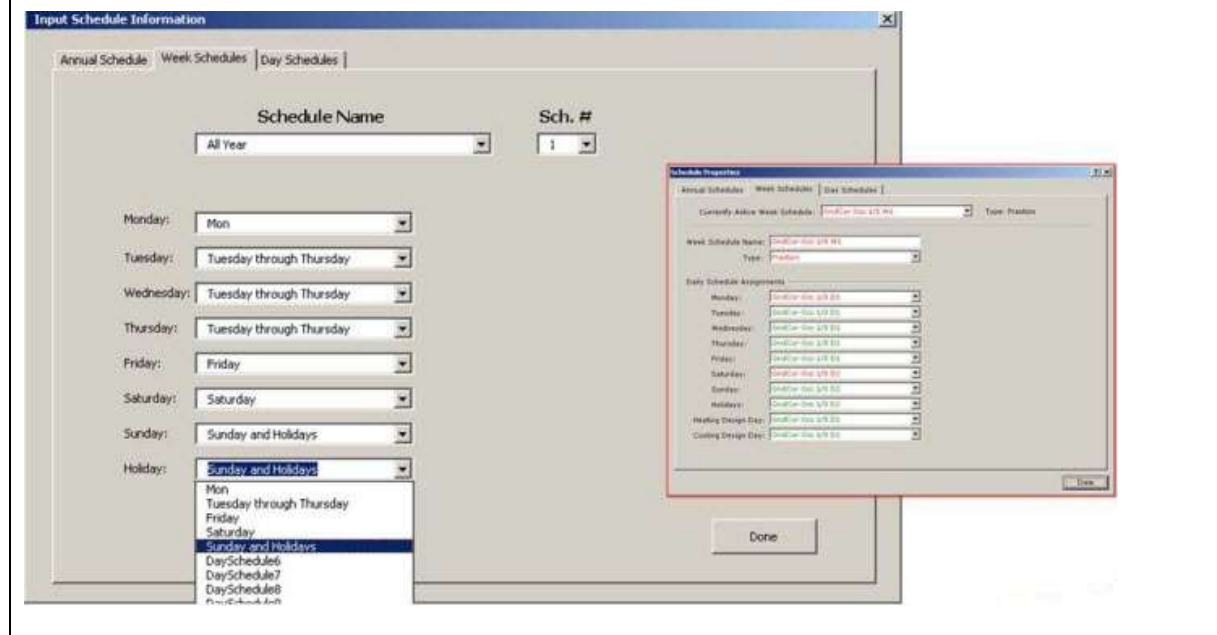 Input Schedule Information
Annual Schedule Week Schedules Day Schedules
Schedule Name Sch. #
All Year 1
Monday: Mon
Tuesday: Tuesday through Thursday
Wednesday: Tuesday through Thursday
Thursday: Tuesday through Thursday
Friday: Friday
Saturday: Saturday
Sunday: Sunday and Holidays
Holiday: Sunday and Holidays
Mon
Tuesday through Thursday
Friday
Saturday
Sunday and Holidays
DaySchedule6
DaySchedule7
DaySchedule8
Done
Schedule Properties
Annual Schedules Week Schedules Day Schedules
Currently Active Week Schedule: Type: Fraction
Week Schedule Name:
Type: Fraction
Daily Schedule Assignments
Monday:
Tuesday:
Wednesday:
Thursday:
Friday:
Saturday:
Sunday:
Holidays:
Heating Design Day:
Cooling Design Day:
Done